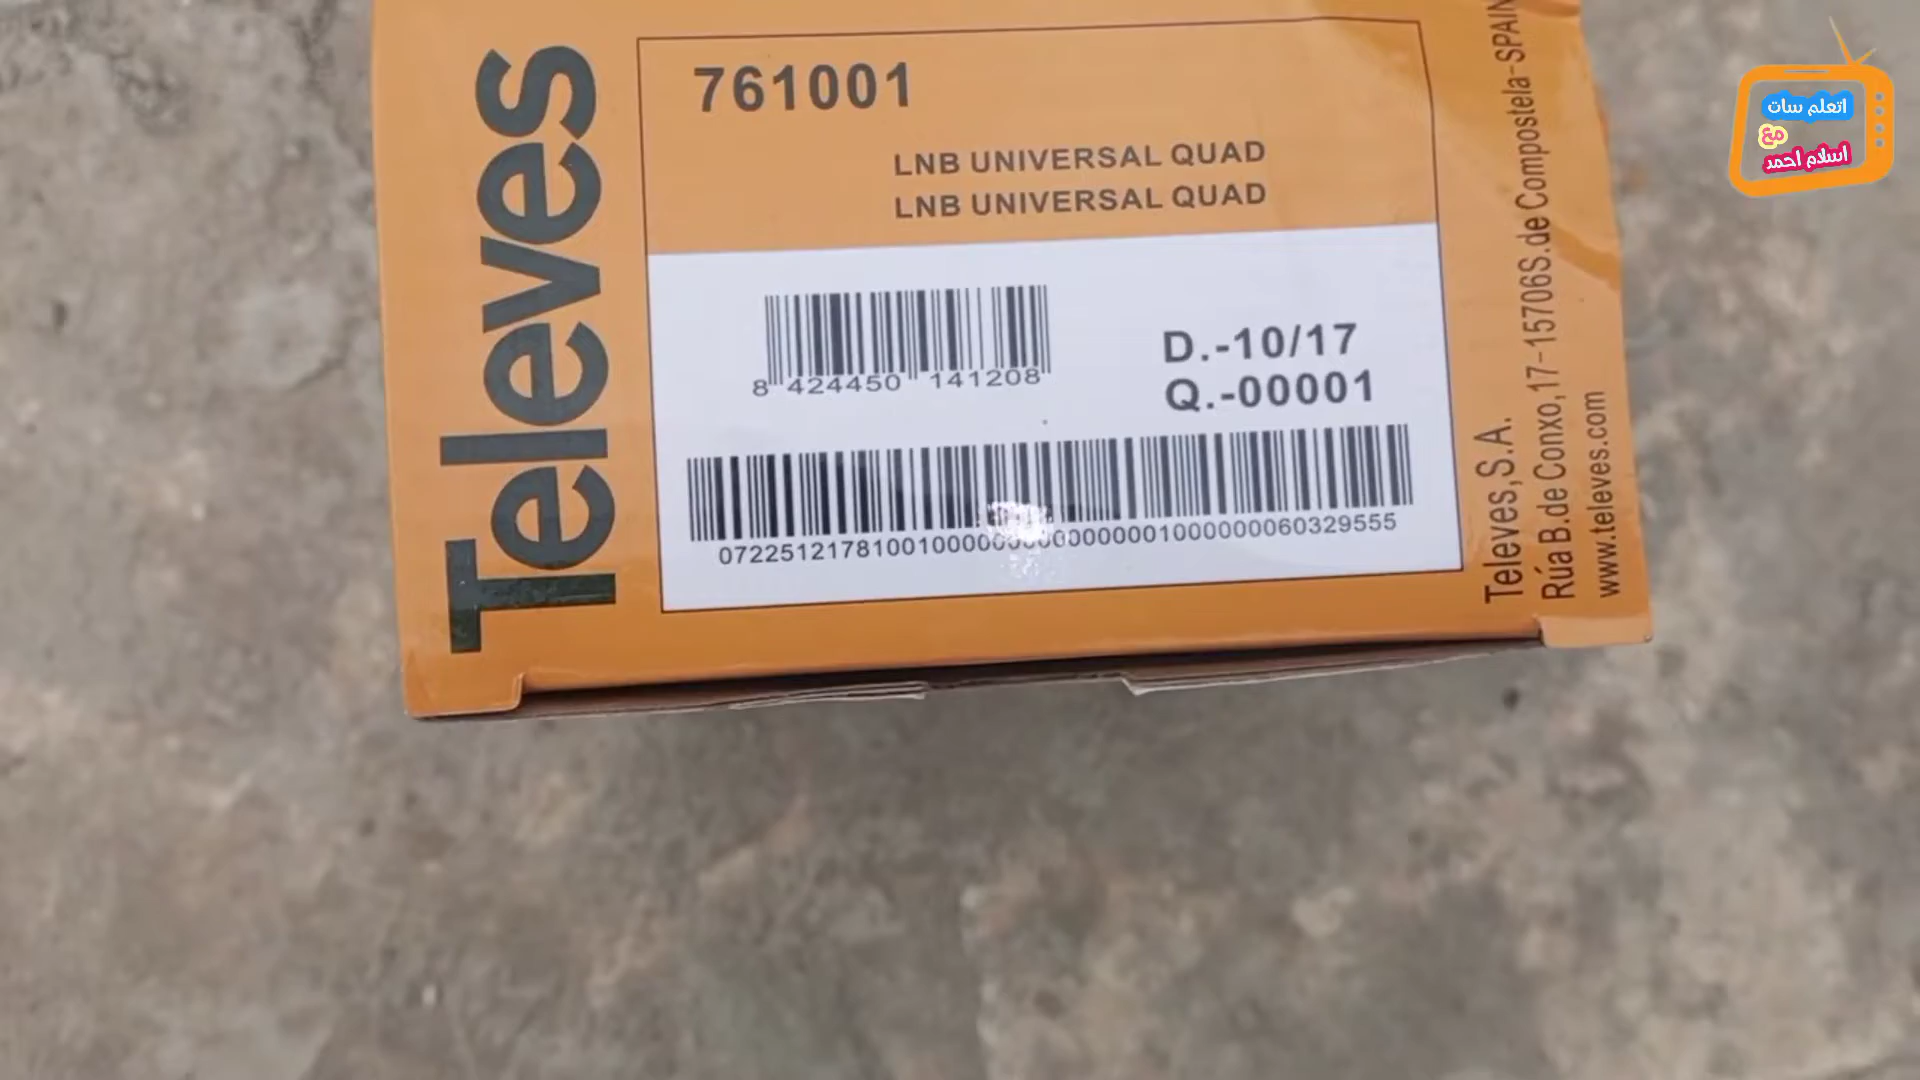 Televes
761001
LNB UNIVERSAL QUAD
LNB UNIVERSAL QUAD
8 424450 141208
D.-10/17
Q.-00001
Televes,S.A.
Rúa B.de Conxo,17-15706S.de Compostela-SPAIN
www.televes.com
اتعلم سات
مع
اسلام احمد